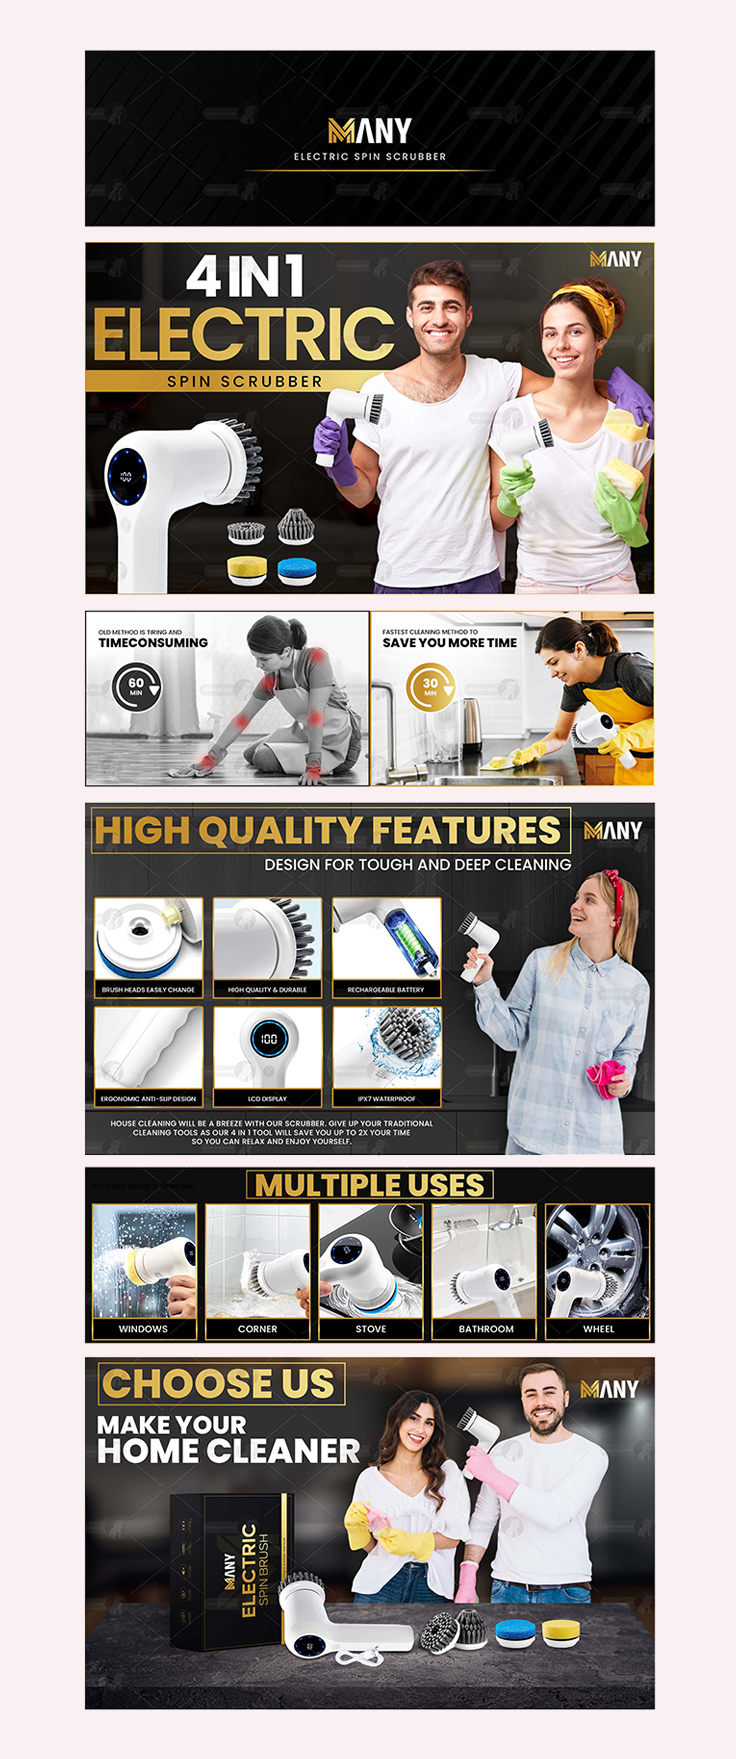 MANY
ELECTRIC SPIN SCRUBBER
4 IN 1
MANY
ELECTRIC
SPIN SCRUBBER
100
OLD METHOD IS TIRING AND
TIMECONSUMING
60
MIN
FASTEST CLEANING METHOD TO
SAVE YOU MORE TIME
30
MIN
HIGH QUALITY FEATURES
MANY
DESIGN FOR TOUGH AND DEEP CLEANING
BRUSH HEADS EASILY CHANGE
HIGH QUALITY & DURABLE
RECHARGEABLE BATTERY
100
ERGONOMIC ANTI-SLIP DESIGN
LCD DISPLAY
IPX7 WATERPROOF
HOUSE CLEANING WILL BE A BREEZE WITH OUR SCRUBBER. GIVE UP YOUR TRADITIONAL
CLEANING TOOLS AS OUR 4 IN 1 TOOL WILL SAVE YOU UP TO 2X YOUR TIME
SO YOU CAN RELAX AND ENJOY YOURSELF.
MULTIPLE USES
WINDOWS
CORNER
STOVE
BATHROOM
WHEEL
CHOOSE US
MANY
MAKE YOUR
HOME CLEANER
MANY
ELECTRIC
SPIN BRUSH